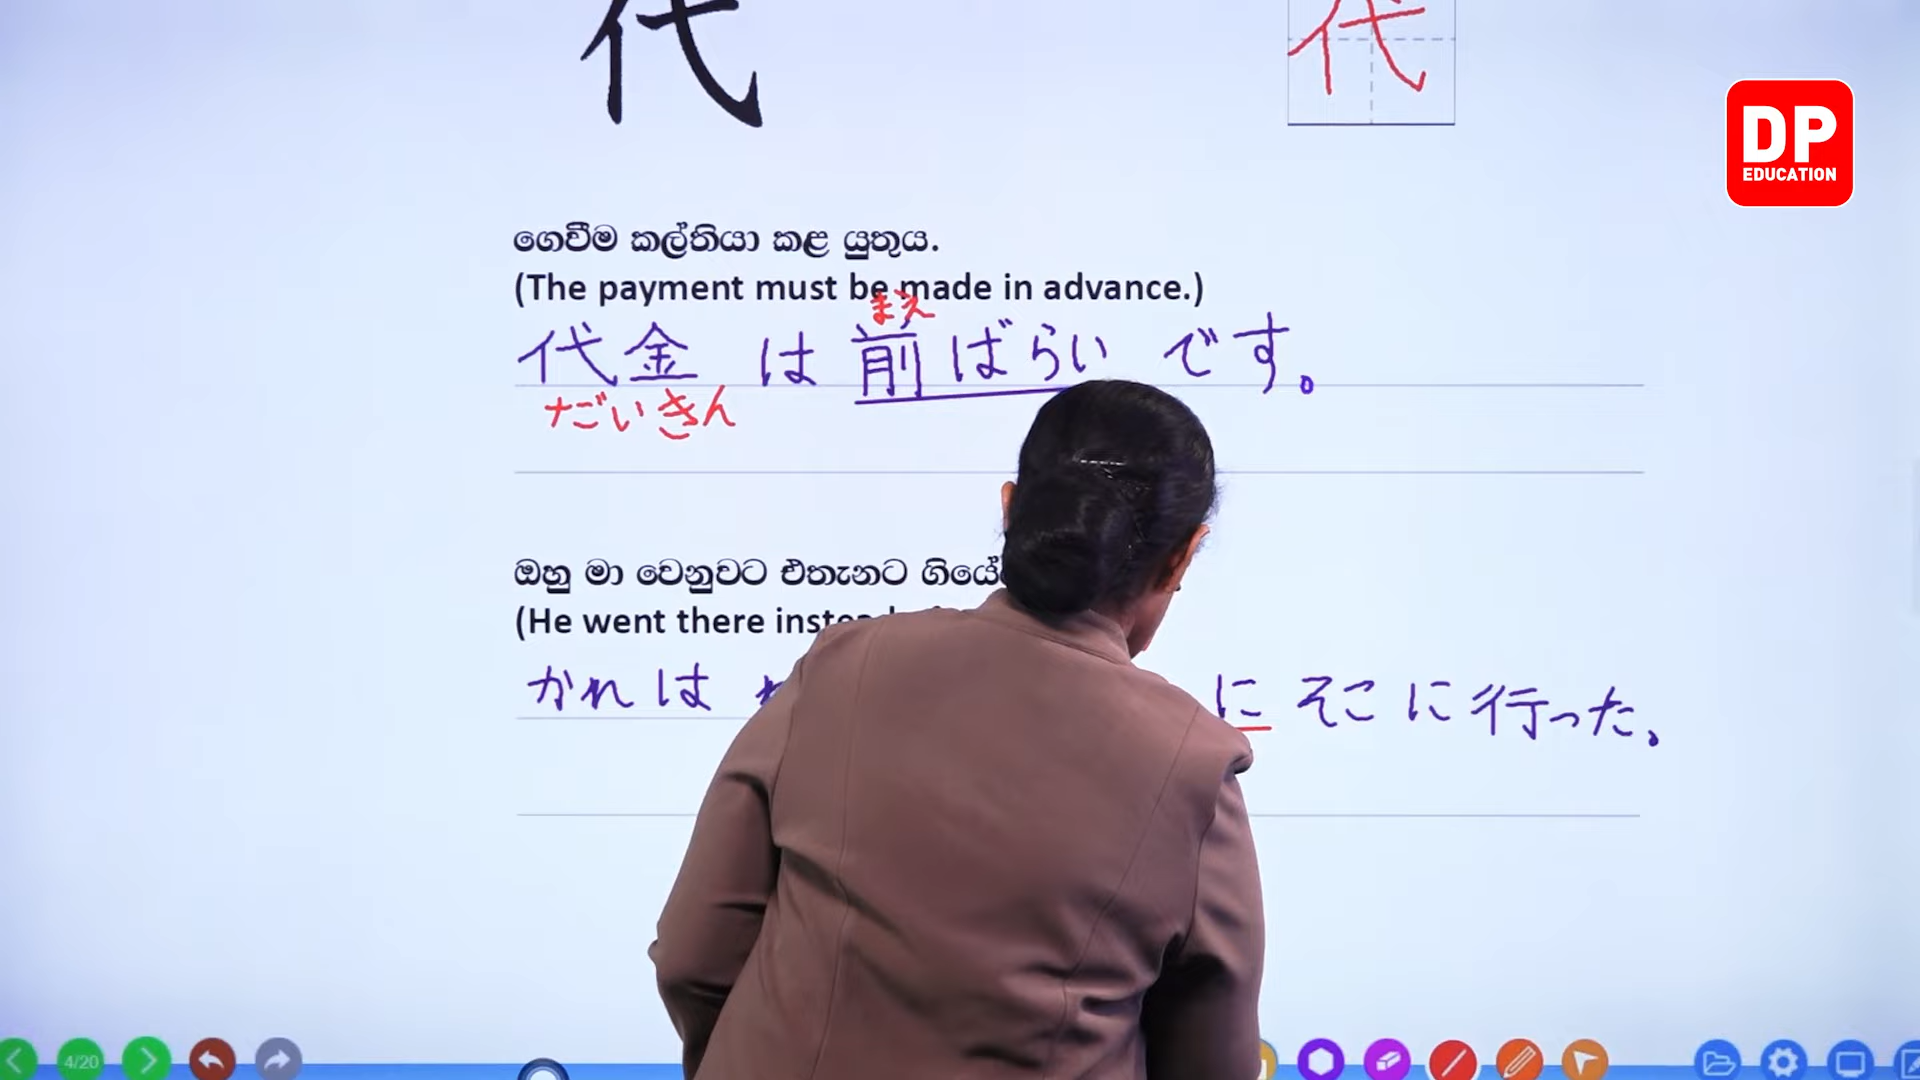 代
代
DP
EDUCATION
ගෙවීම කල්තියා කළ යුතුය.
(The payment must be made in advance.)
まえ
代金 は 前ばらい です。
だいきん
ඔහු මා වෙනුවට එතැනට ගියේ
(He went there instead
かれは に そこに行った。
4/20